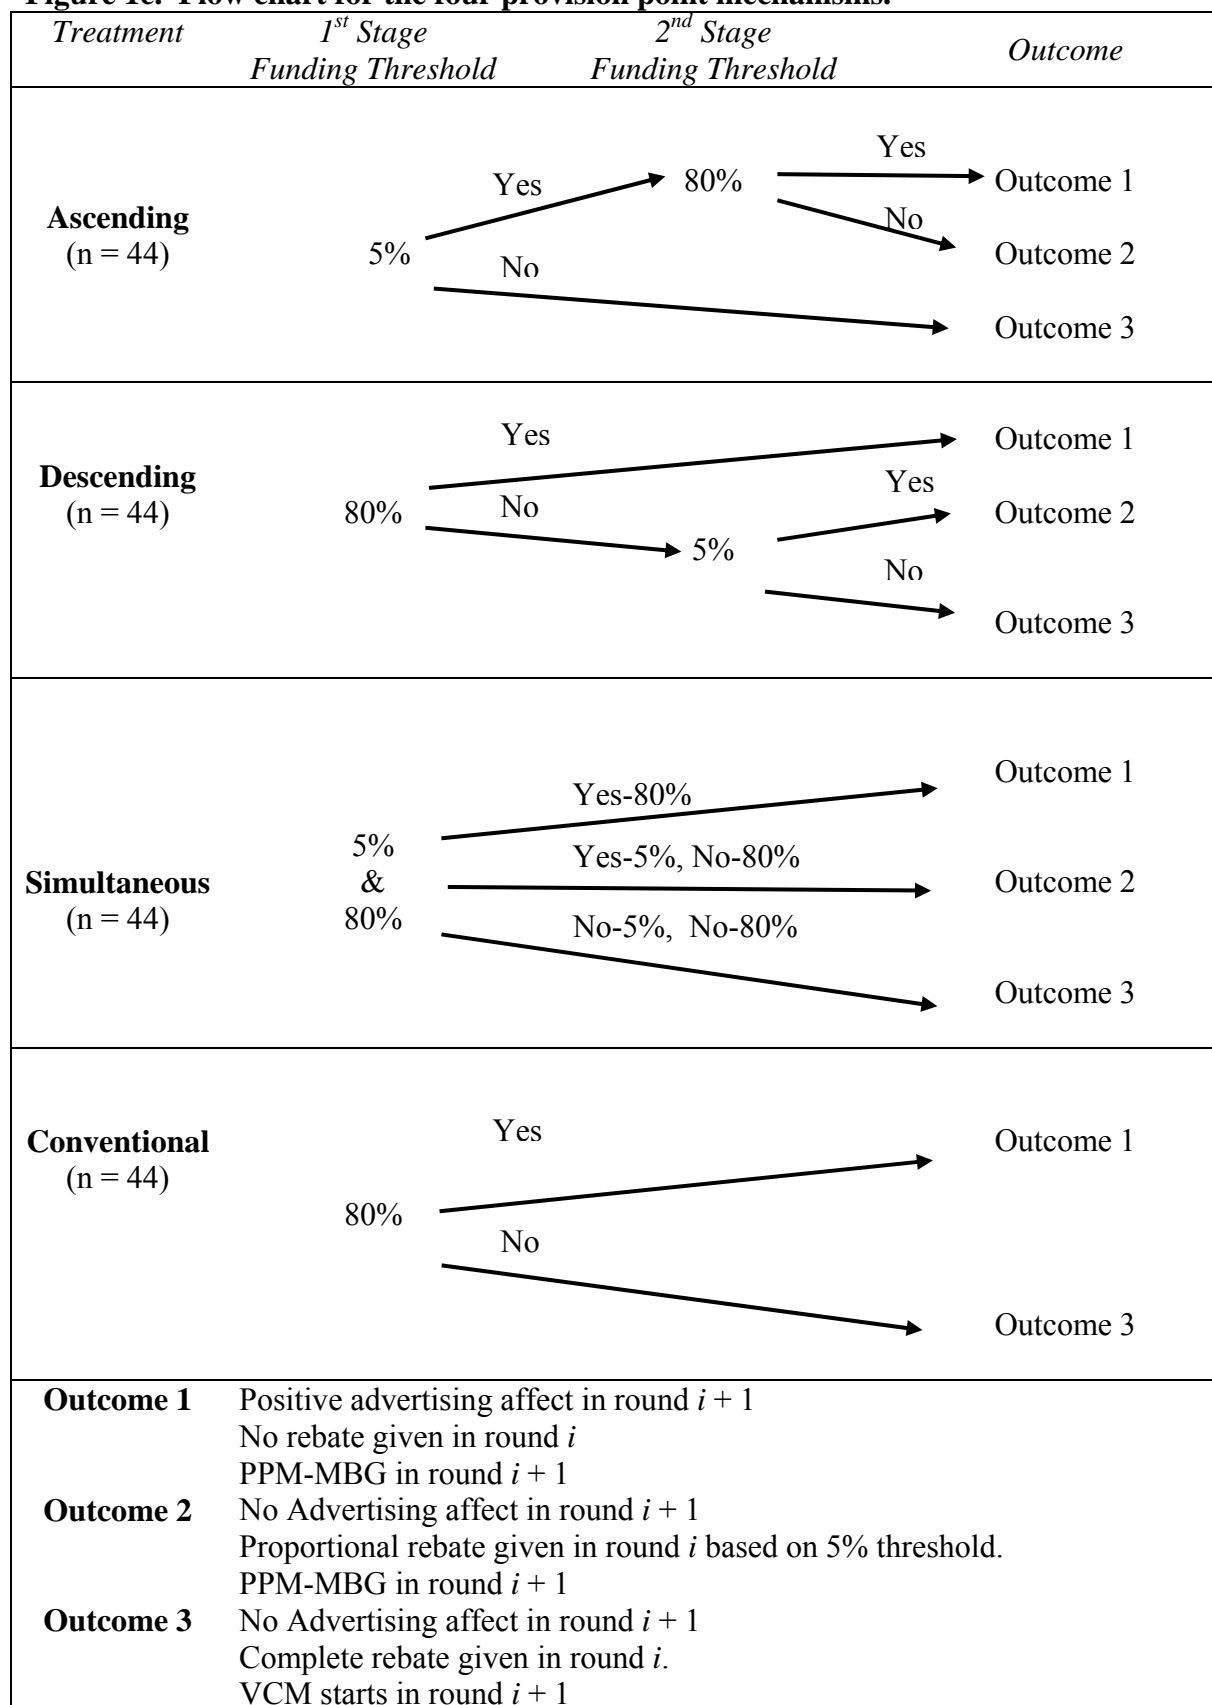 Figure 1c. Flow chart for the four provision point mechanisms.
Treatment 1st Stage Funding Threshold 2nd Stage Funding Threshold Outcome
Yes
Yes 80% Outcome 1
Ascending
No
(n = 44) 5% Outcome 2
No
Outcome 3
Yes Outcome 1
Descending Yes
(n = 44) 80% No Outcome 2
5%
No
Outcome 3
Outcome 1
Yes-80%
5%
Yes-5%, No-80%
Simultaneous & Outcome 2
(n = 44) 80% No-5%, No-80%
Outcome 3
Yes
Conventional Outcome 1
(n = 44)
80%
No
Outcome 3
Outcome 1 Positive advertising affect in round i + 1
No rebate given in round i
PPM-MBG in round i + 1
Outcome 2 No Advertising affect in round i + 1
Proportional rebate given in round i based on 5% threshold.
PPM-MBG in round i + 1
Outcome 3 No Advertising affect in round i + 1
Complete rebate given in round i.
VCM starts in round i + 1